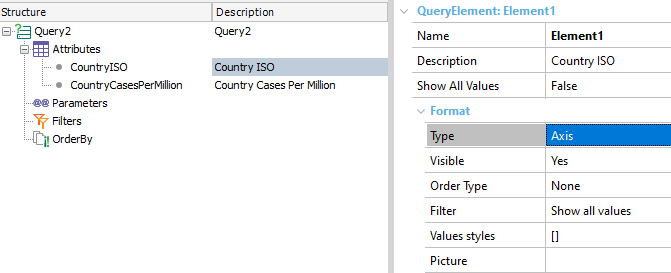 Structure Description
Query2 Query2
Attributes
CountryISO Country ISO
CountryCasesPerMillion Country Cases Per Million
Parameters
Filters
OrderBy
QueryElement: Element1
Name Element1
Description Country ISO
Show All Values False
Format
Type Axis
Visible Yes
Order Type None
Filter Show all values
Values styles []
Picture